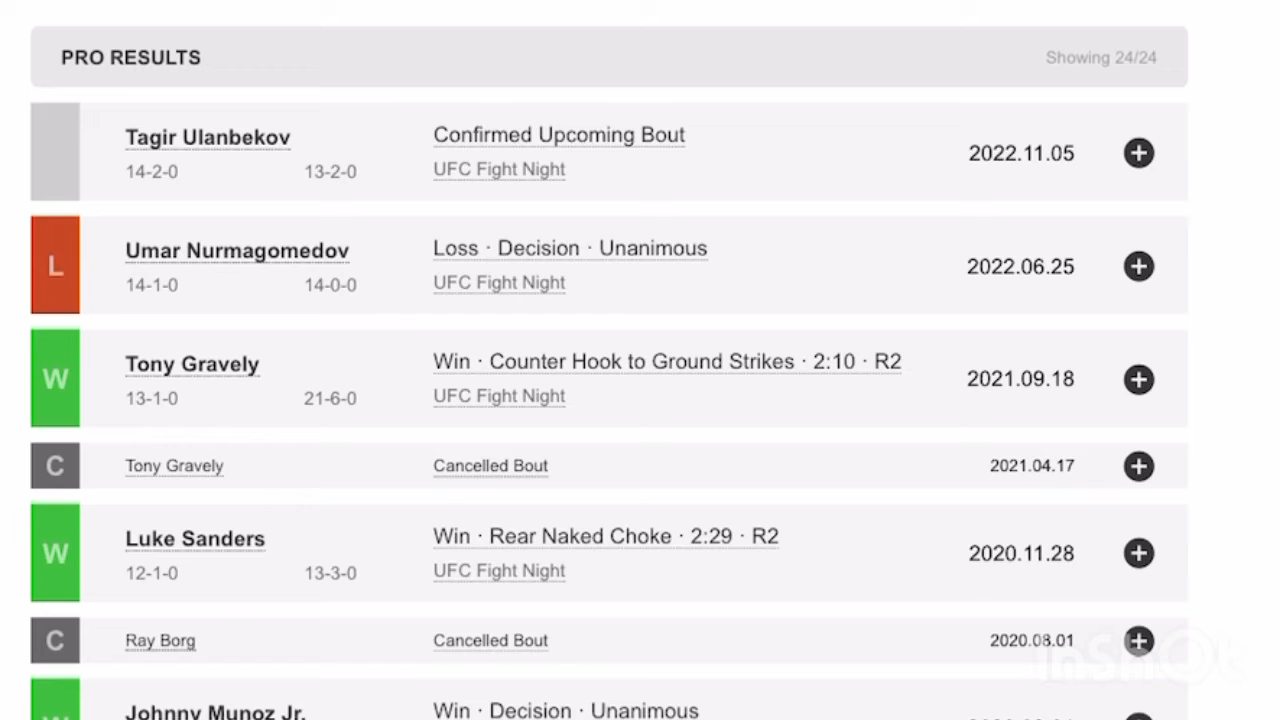 PRO RESULTS Showing 24/24
Tagir Ulanbekov Confirmed Upcoming Bout
14-2-0 13-2-0 UFC Fight Night 2022.11.05
L Umar Nurmagomedov Loss · Decision · Unanimous
14-1-0 14-0-0 UFC Fight Night 2022.06.25
W Tony Gravely Win · Counter Hook to Ground Strikes · 2:10 · R2
13-1-0 21-6-0 UFC Fight Night 2021.09.18
C Tony Gravely Cancelled Bout 2021.04.17
W Luke Sanders Win · Rear Naked Choke · 2:29 · R2
12-1-0 13-3-0 UFC Fight Night 2020.11.28
C Ray Borg Cancelled Bout 2020.08.01
InShOt
W Johnny Munoz Jr. Win · Decision · Unanimous